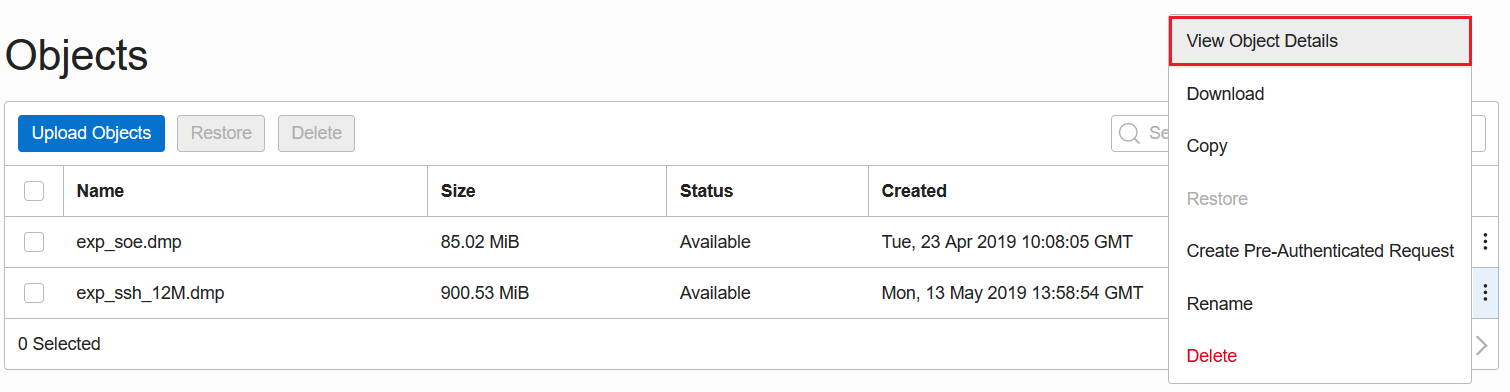 Objects
Upload Objects Restore Delete Se
Name Size Status Created
exp_soe.dmp 85.02 MiB Available Tue, 23 Apr 2019 10:08:05 GMT
exp_ssh_12M.dmp 900.53 MiB Available Mon, 13 May 2019 13:58:54 GMT
0 Selected
View Object Details
Download
Copy
Restore
Create Pre-Authenticated Request
Rename
Delete